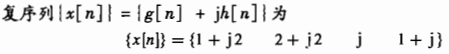 复序列{x[n]} = {g[n] + jh[n]}为
{x[n]} = {1 + j2 2 + j2 j 1 + j}